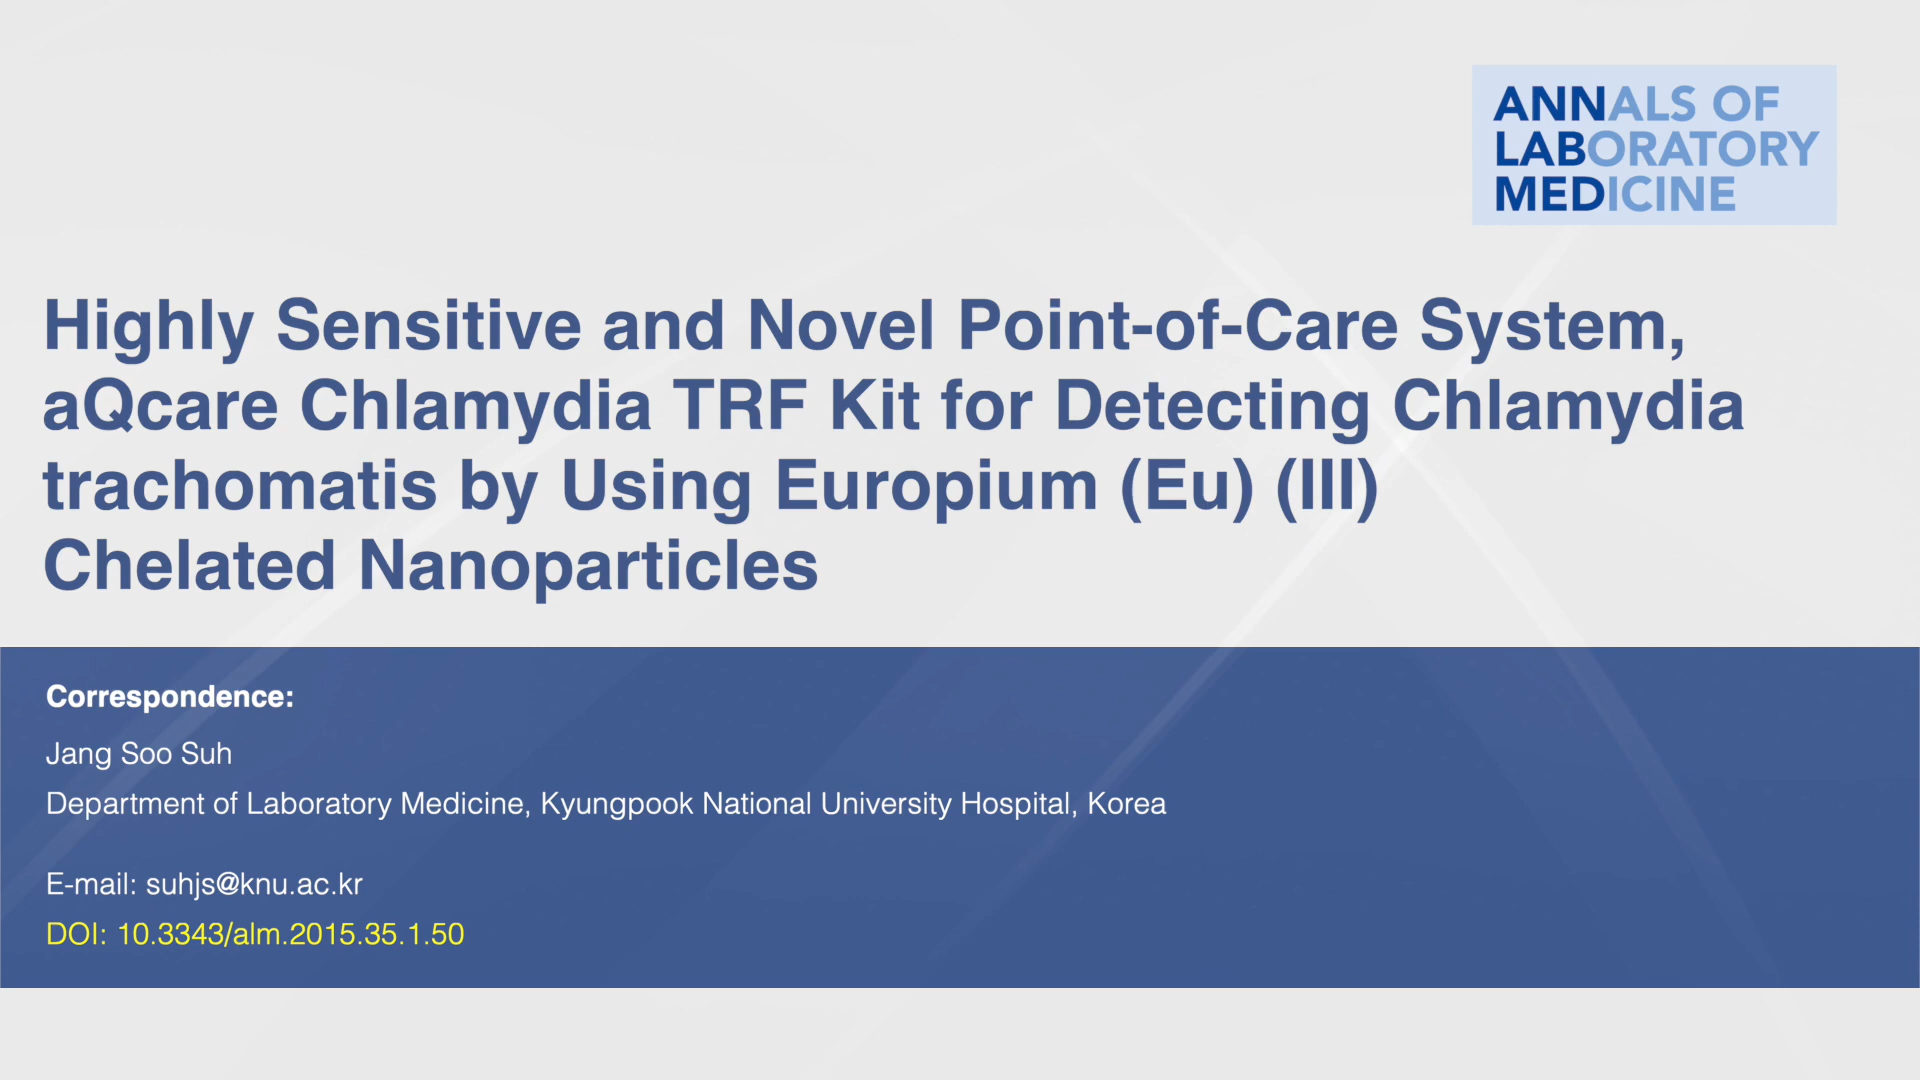 ANNALS OF
LABORATORY
MEDICINE
Highly Sensitive and Novel Point-of-Care System,
aQcare Chlamydia TRF Kit for Detecting Chlamydia
trachomatis by Using Europium (Eu) (III)
Chelated Nanoparticles
Correspondence:
Jang Soo Suh
Department of Laboratory Medicine, Kyungpook National University Hospital, Korea
E-mail: suhjs@knu.ac.kr
DOI: 10.3343/alm.2015.35.1.50